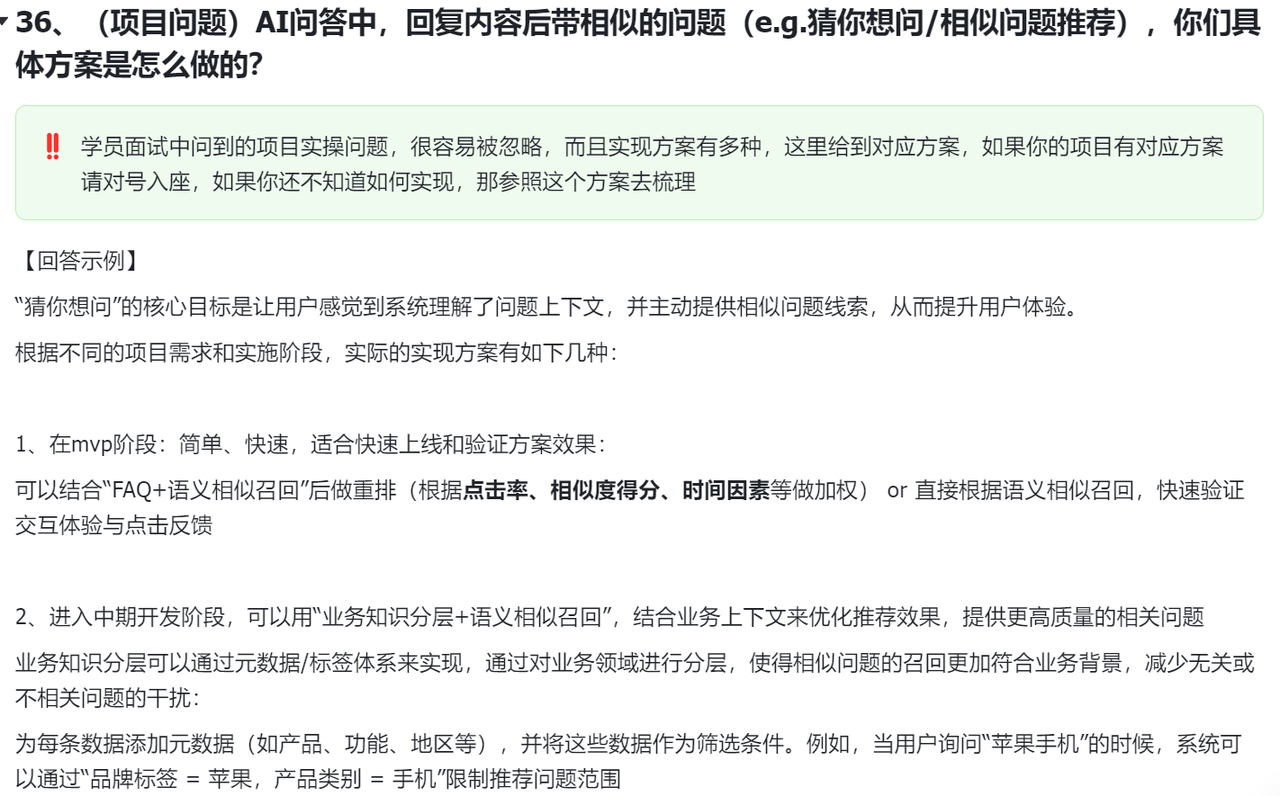 36、（项目问题）AI问答中，回复内容后带相似的问题（e.g.猜你想问/相似问题推荐），你们具
体方案是怎么做的？
‼ 学员面试中问到的项目实操问题，很容易被忽略，而且实现方案有多种，这里给到对应方案，如果你的项目有对应方案
请对号入座，如果你还不知道如何实现，那参照这个方案去梳理
【回答示例】
“猜你想问”的核心目标是让用户感觉到系统理解了问题上下文，并主动提供相似问题线索，从而提升用户体验。
根据不同的项目需求和实施阶段，实际的实现方案有如下几种：
1、在mvp阶段：简单、快速，适合快速上线和验证方案效果：
可以结合“FAQ+语义相似召回”后做重排（根据点击率、相似度得分、时间因素等做加权） or 直接根据语义相似召回，快速验证
交互体验与点击反馈
2、进入中期开发阶段，可以用“业务知识分层+语义相似召回”，结合业务上下文来优化推荐效果，提供更高质量的相关问题
业务知识分层可以通过元数据/标签体系来实现，通过对业务领域进行分层，使得相似问题的召回更加符合业务背景，减少无关或
不相关问题的干扰：
为每条数据添加元数据（如产品、功能、地区等），并将这些数据作为筛选条件。例如，当用户询问“苹果手机”的时候，系统可
以通过“品牌标签 = 苹果，产品类别 = 手机”限制推荐问题范围